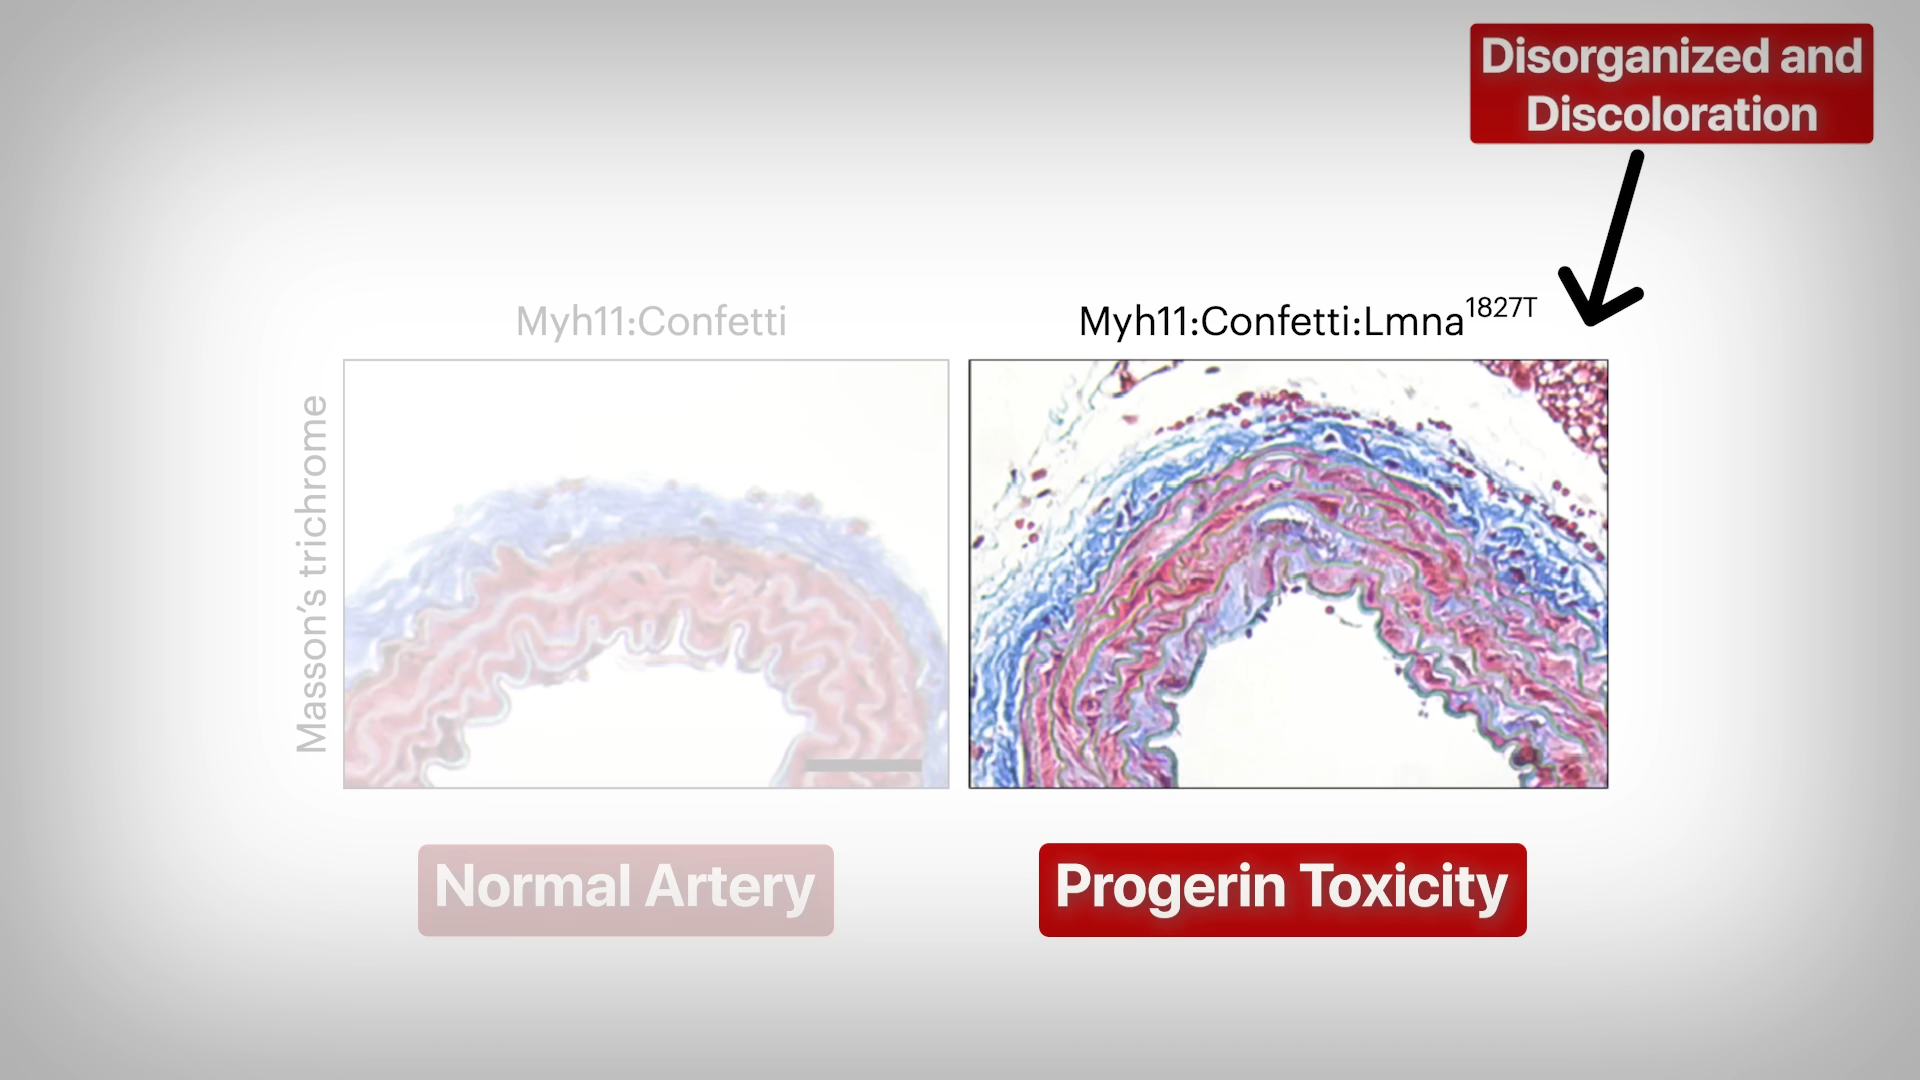 Disorganized and
Discoloration
Myh11:Confetti
Myh11:Confetti:Lmna1827T
Masson's trichrome
Normal Artery
Progerin Toxicity